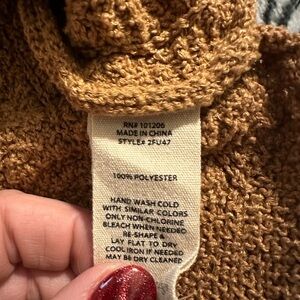 RN# 101206
MADE IN CHINA
STYLE# 2FU47
100% POLYESTER
HAND WASH COLD
WITH SIMILAR COLORS
ONLY NON-CHLORINE
BLEACH WHEN NEEDED
RE-SHAPE &
LAY FLAT TO DRY
COOL IRON IF NEEDED
MAY BE DRY CLEANED